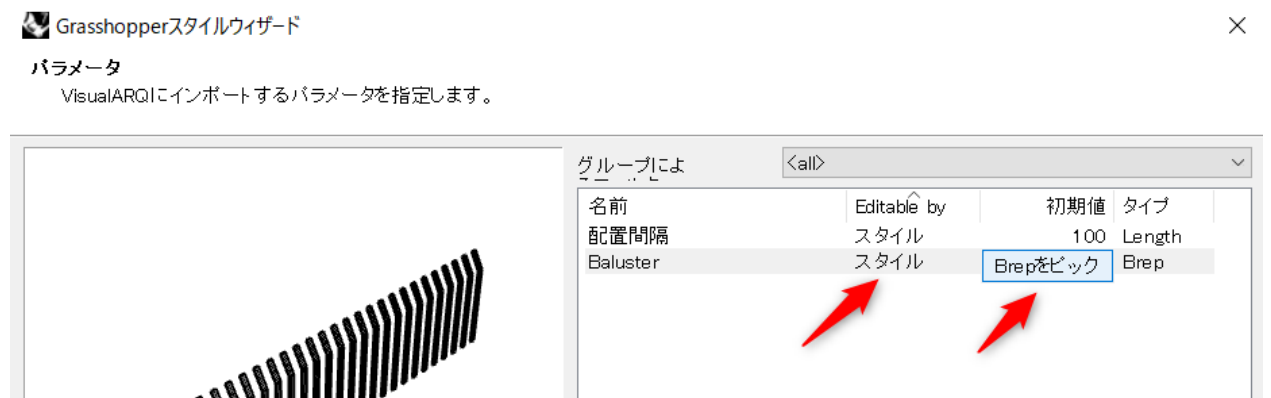 Grasshopperスタイルウィザード
パラメータ
VisualARQにインポートするパラメータを指定します。
グループによ
<all>
名前 Editable by 初期値 タイプ
配置間隔 スタイル 100 Length
Baluster スタイル Brepをピック Brep